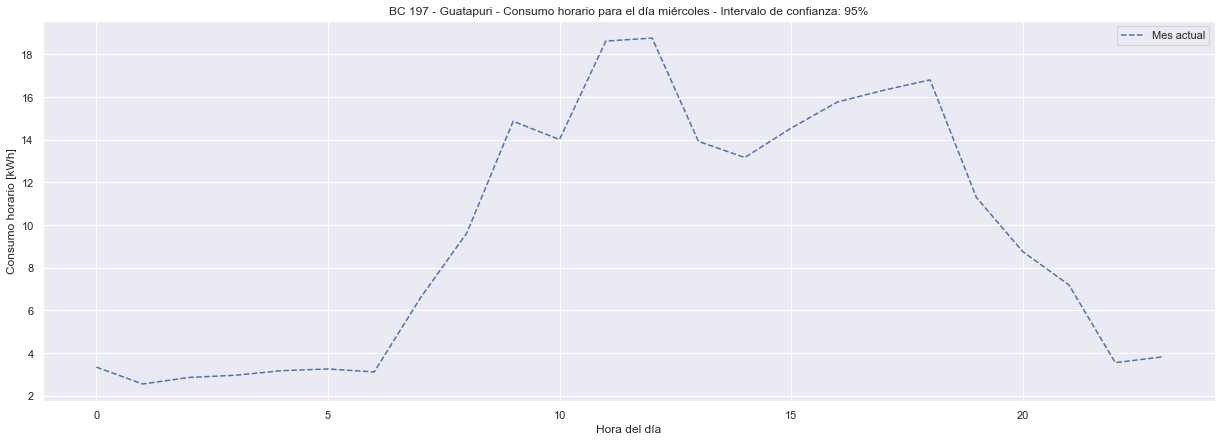 BC 197 - Guatapuri - Consumo horario para el día miércoles - Intervalo de confianza: 95%
Mes actual
Consumo horario [kWh]
18
16
14
12
10
8
6
4
2
0 5 10 15 20
Hora del día